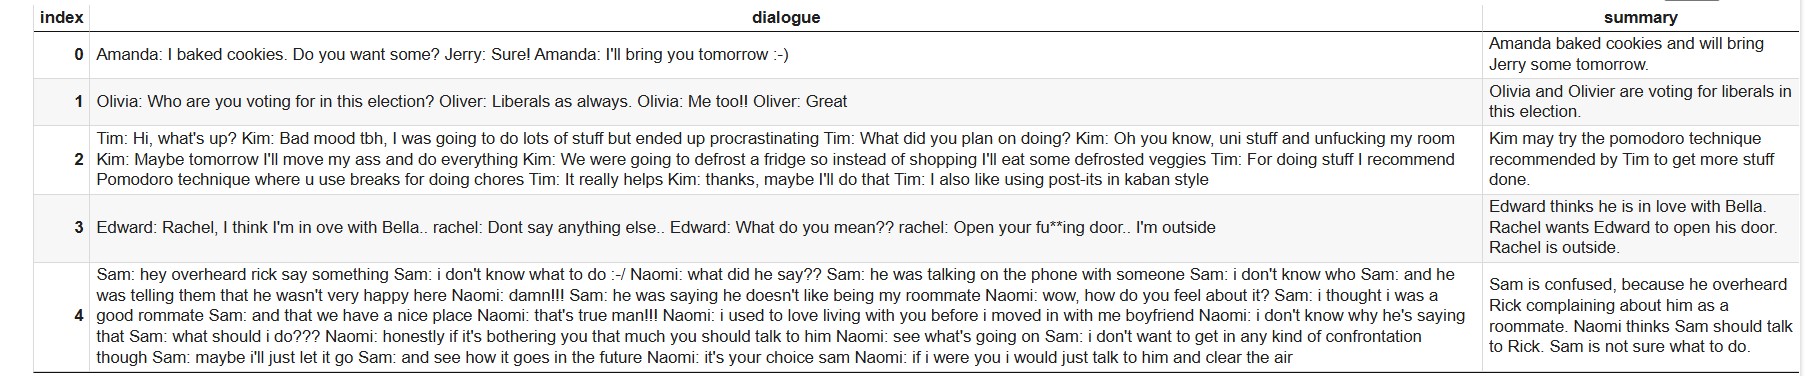 index dialogue summary
0 Amanda: I baked cookies. Do you want some? Jerry: Sure! Amanda: I'll bring you tomorrow :-)
Amanda baked cookies and will bring
Jerry some tomorrow.
1 Olivia: Who are you voting for in this election? Oliver: Liberals as always. Olivia: Me too!! Oliver: Great
Olivia and Olivier are voting for liberals in
this election.
2
Tim: Hi, what's up? Kim: Bad mood tbh, I was going to do lots of stuff but ended up procrastinating Tim: What did you plan on doing? Kim: Oh you know, uni stuff and unfucking my room
Kim: Maybe tomorrow I'll move my ass and do everything Kim: We were going to defrost a fridge so instead of shopping I'll eat some defrosted veggies Tim: For doing stuff I recommend
Pomodoro technique where u use breaks for doing chores Tim: It really helps Kim: thanks, maybe I'll do that Tim: I also like using post-its in kaban style
Kim may try the pomodoro technique
recommended by Tim to get more stuff
done.
3 Edward: Rachel, I think I'm in ove with Bella.. rachel: Dont say anything else.. Edward: What do you mean?? rachel: Open your fu**ing door.. I'm outside
Edward thinks he is in love with Bella.
Rachel wants Edward to open his door.
Rachel is outside.
4
Sam: hey overheard rick say something Sam: i don't know what to do :-/ Naomi: what did he say?? Sam: he was talking on the phone with someone Sam: i don't know who Sam: and he
was telling them that he wasn't very happy here Naomi: damn!!! Sam: he was saying he doesn't like being my roommate Naomi: wow, how do you feel about it? Sam: i thought i was a
good rommate Sam: and that we have a nice place Naomi: that's true man!!! Naomi: i used to love living with you before i moved in with me boyfriend Naomi: i don't know why he's saying
that Sam: what should i do??? Naomi: honestly if it's bothering you that much you should talk to him Naomi: see what's going on Sam: i don't want to get in any kind of confrontation
though Sam: maybe i'll just let it go Sam: and see how it goes in the future Naomi: it's your choice sam Naomi: if i were you i would just talk to him and clear the air
Sam is confused, because he overheard
Rick complaining about him as a
roommate. Naomi thinks Sam should talk
to Rick. Sam is not sure what to do.